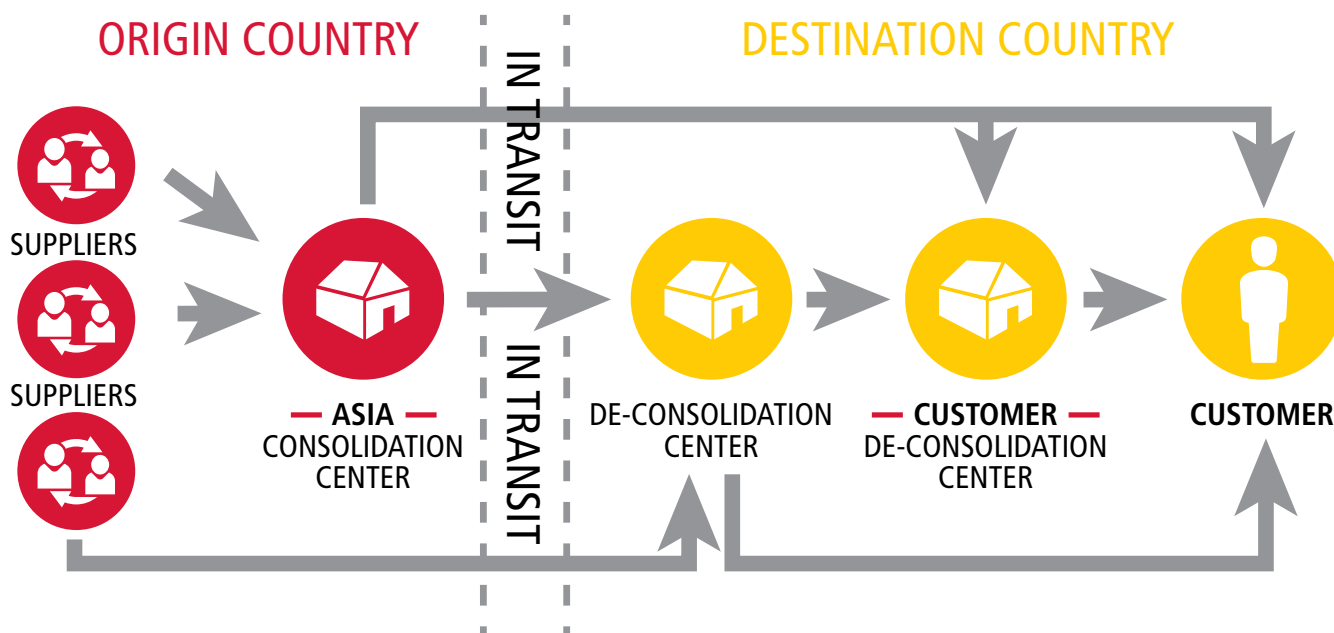 ORIGIN COUNTRY
DESTINATION COUNTRY
IN TRANSIT
SUPPLIERS
SUPPLIERS
IN TRANSIT
ASIA
CONSOLIDATION
CENTER
DE-CONSOLIDATION
CENTER
CUSTOMER
DE-CONSOLIDATION
CENTER
CUSTOMER